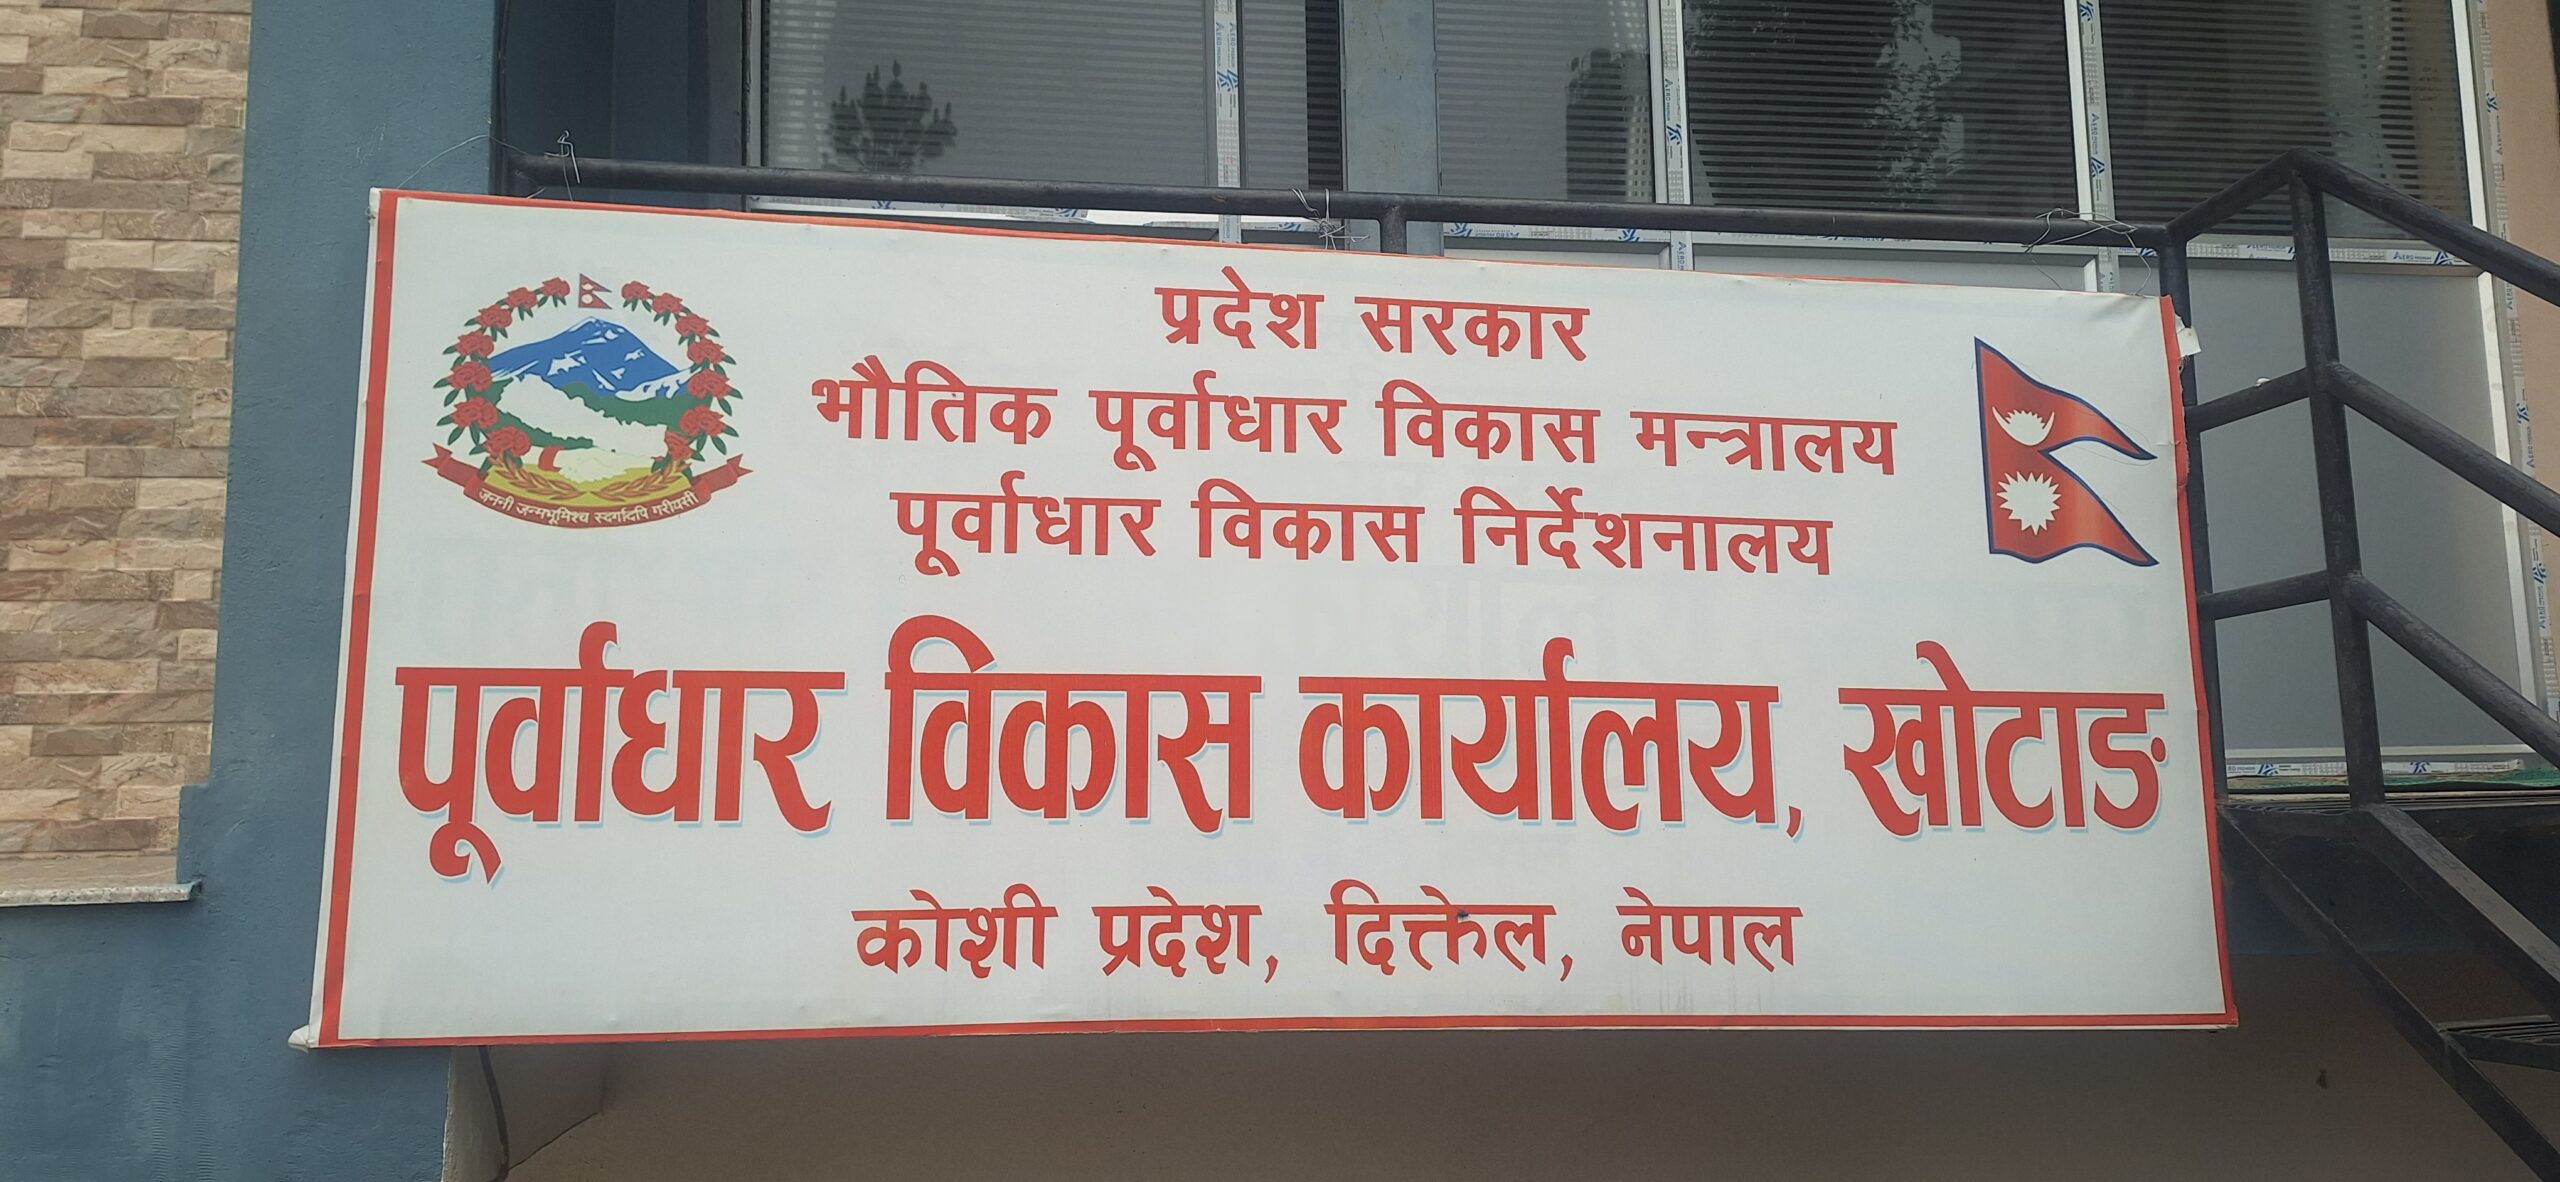 प्रदेश सरकार
भौतिक पूर्वाधार विकास मन्त्रालय
पूर्वाधार विकास निर्देशनालय
जननी जन्मभूमिश्च स्वर्गादपि गरीयसी
पूर्वाधार विकास कार्यालय, खोटाङ
कोशी प्रदेश, दिक्तेल, नेपाल